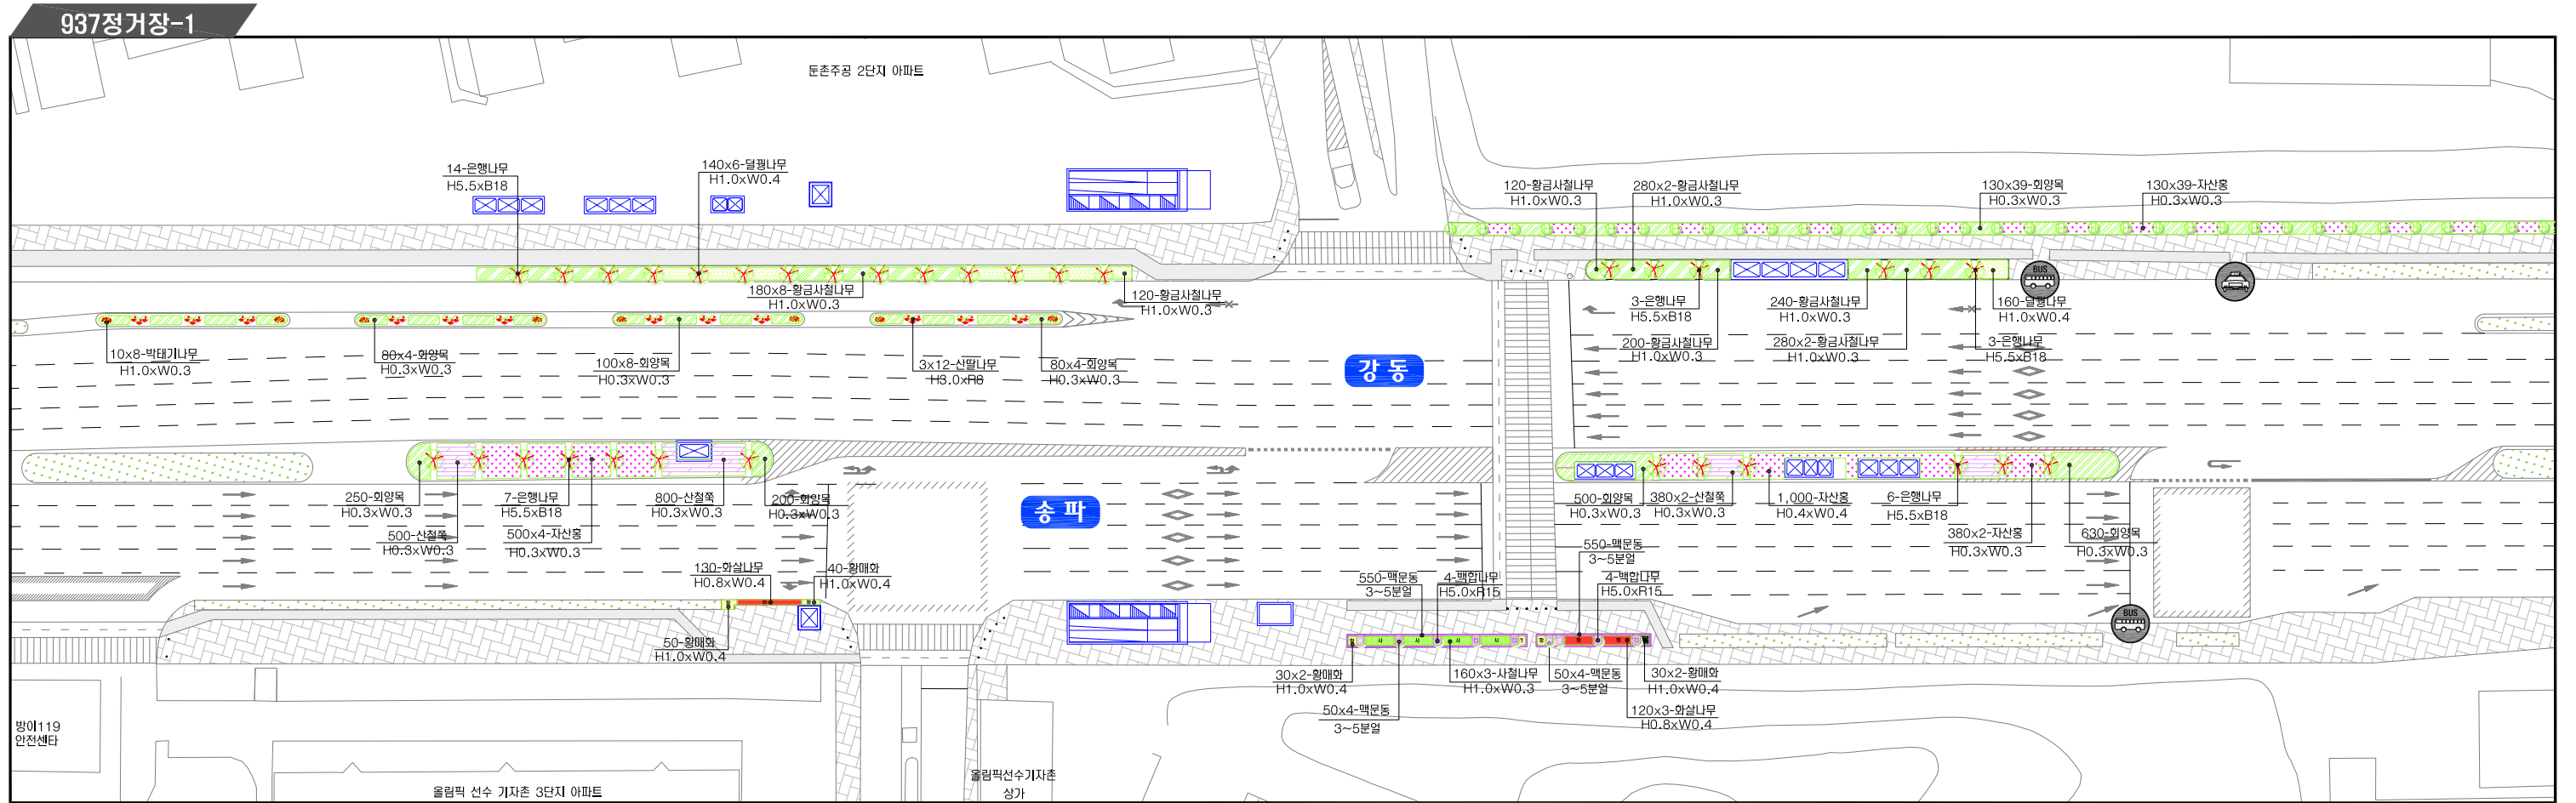 937정거장-1
둔촌주공 2단지 아파트
14-은행나무
H5.5xB18
140x6-덜꿩나무
H1.0xW0.4
120-황금사철나무
H1.0xW0.3
280x2-황금사철나무
H1.0xW0.3
130x39-회양목
H0.3xW0.3
130x39-자산홍
H0.3xW0.3
180x8-황금사철나무
H1.0xW0.3
120-황금사철나무
H1.0xW0.3
3-은행나무
H5.5xB18
240-황금사철나무
H1.0xW0.3
160-덜꿩나무
H1.0xW0.4
BUS
10x8-박태기나무
H1.0xW0.3
80x4-회양목
H0.3xW0.3
100x8-회양목
H0.3xW0.3
3x12-산딸나무
H3.0xR8
80x4-회양목
H0.3xW0.3
200-황금사철나무
H1.0xW0.3
280x2-황금사철나무
H1.0xW0.3
3-은행나무
H5.5xB18
강동
250-회양목
H0.3xW0.3
7-은행나무
H5.5xB18
800-산철쭉
H0.3xW0.3
200-회양목
H0.3xW0.3
송파
500-회양목
H0.3xW0.3
380x2-산철쭉
H0.3xW0.3
1,000-자산홍
H0.4xW0.4
6-은행나무
H5.5xB18
500-산철쭉
H0.3xW0.3
500x4-자산홍
H0.3xW0.3
380x2-자산홍
H0.3xW0.3
630-회양목
H0.3xW0.3
130-화살나무
H0.8xW0.4
40-황매화
H1.0xW0.4
550-맥문동
3~5분얼
4-백합나무
H5.0xR15
550-맥문동
3~5분얼
4-백합나무
H5.0xR15
BUS
50-황매화
H1.0xW0.4
30x2-황매화
H1.0xW0.4
160x3-사철나무
H1.0xW0.3
50x4-맥문동
3~5분얼
30x2-황매화
H1.0xW0.4
50x4-맥문동
3~5분얼
120x3-화살나무
H0.8xW0.4
방이119
안전센타
올림픽 선수 기자촌 3단지 아파트
올림픽선수기자촌
상가